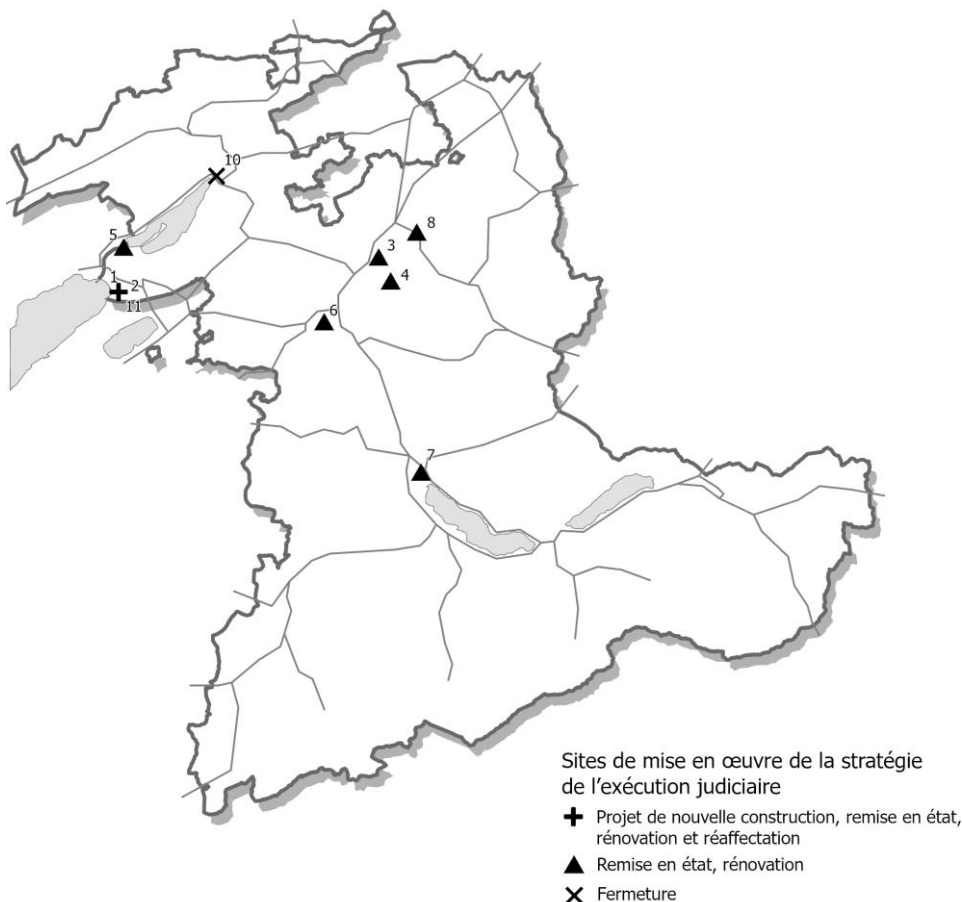 10
5
8
3
4
1
2
11
6
7
Sites de mise en œuvre de la stratégie
de l’exécution judiciaire
Projet de nouvelle construction, remise en état,
rénovation et réaffectation
Remise en état, rénovation
Fermeture